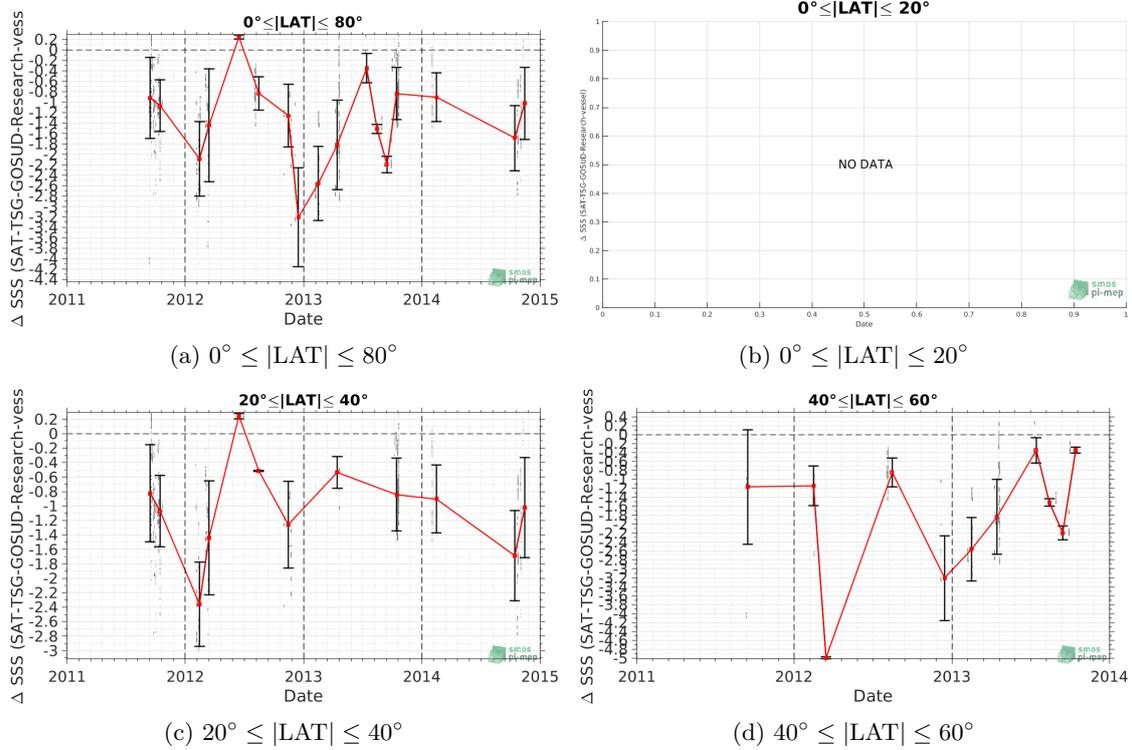 0°≤|LAT|≤ 80°
Δ SSS (SAT-TSG-GOSUD-Research-vess
0.2
0
-0.2
-0.4
-0.6
-0.8
-1
-1.2
-1.4
-1.6
-1.8
-2
-2.2
-2.4
-2.6
-2.8
-3
-3.2
-3.4
-3.6
-3.8
-4
-4.2
-4.4
smos
pi-mep
2011 2012 2013 2014 2015
Date
(a) 0° ≤ |LAT| ≤ 80°
0°≤|LAT|≤ 20°
Δ SSS (SAT-TSG-GOSUD-Research-vessel)
1
0.9
0.8
0.7
0.6
0.5
0.4
0.3
0.2
0.1
0
NO DATA
smos
pi-mep
0 0.1 0.2 0.3 0.4 0.5 0.6 0.7 0.8 0.9 1
Date
(b) 0° ≤ |LAT| ≤ 20°
20°≤|LAT|≤ 40°
Δ SSS (SAT-TSG-GOSUD-Research-vess
0.2
0
-0.2
-0.4
-0.6
-0.8
-1
-1.2
-1.4
-1.6
-1.8
-2
-2.2
-2.4
-2.6
-2.8
-3
smos
pi-mep
2011 2012 2013 2014 2015
Date
(c) 20° ≤ |LAT| ≤ 40°
40°≤|LAT|≤ 60°
Δ SSS (SAT-TSG-GOSUD-Research-vess
0.4
0.2
0
-0.2
-0.4
-0.6
-0.8
-1
-1.2
-1.4
-1.6
-1.8
-2
-2.2
-2.4
-2.6
-2.8
-3
-3.2
-3.4
-3.6
-3.8
-4
-4.2
-4.4
-4.6
-4.8
-5
smos
pi-mep
2011 2012 2013 2014
Date
(d) 40° ≤ |LAT| ≤ 60°